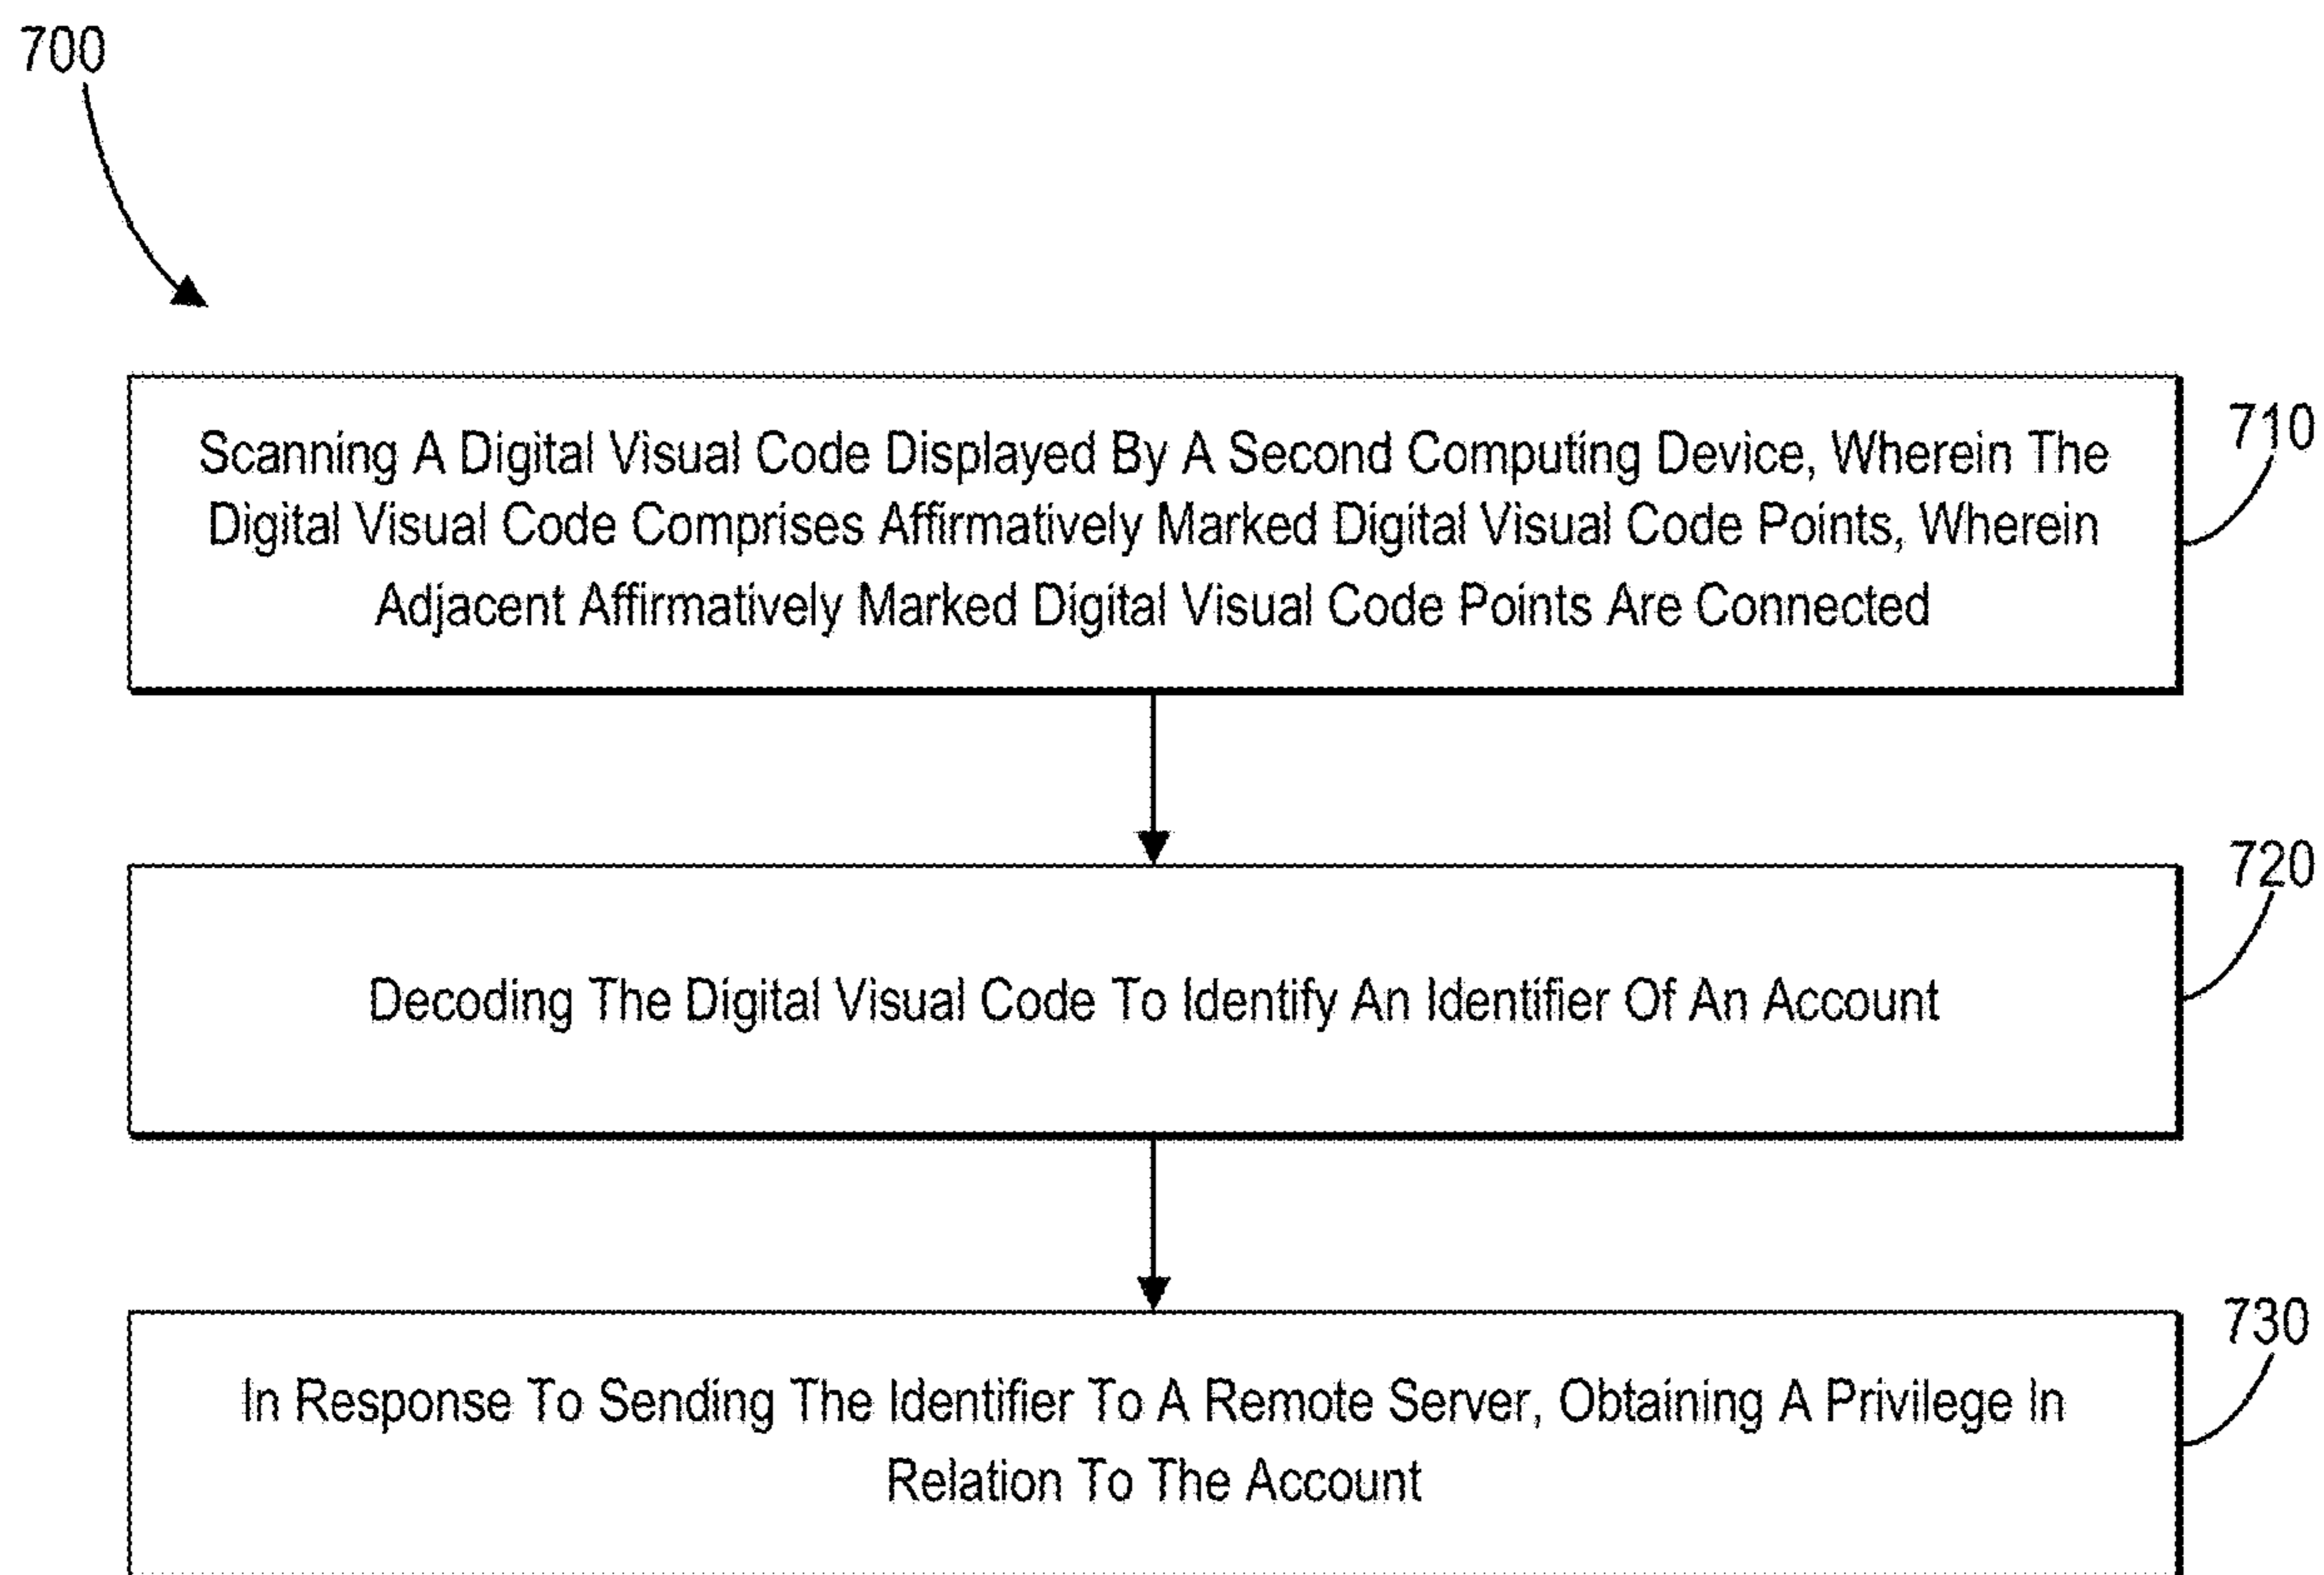 700
Scanning A Digital Visual Code Displayed By A Second Computing Device, Wherein The
Digital Visual Code Comprises Affirmatively Marked Digital Visual Code Points, Wherein
Adjacent Affirmatively Marked Digital Visual Code Points Are Connected
710
Decoding The Digital Visual Code To Identify An Identifier Of An Account
720
In Response To Sending The Identifier To A Remote Server, Obtaining A Privilege In
Relation To The Account
730